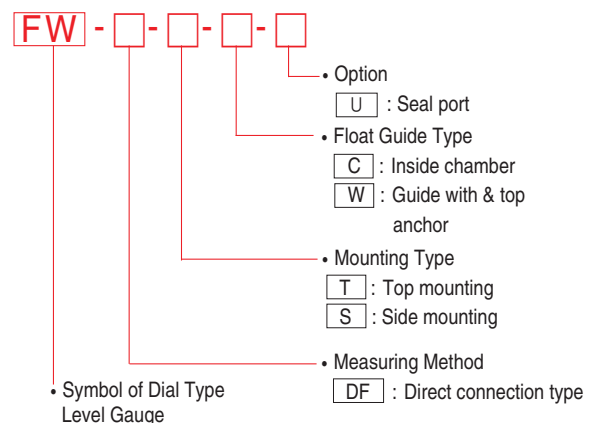 FW - □ - □ - □ - □
• Option
U : Seal port
• Float Guide Type
C : Inside chamber
W : Guide with & top
anchor
• Mounting Type
T : Top mounting
S : Side mounting
• Measuring Method
DF : Direct connection type
• Symbol of Dial Type
Level Gauge